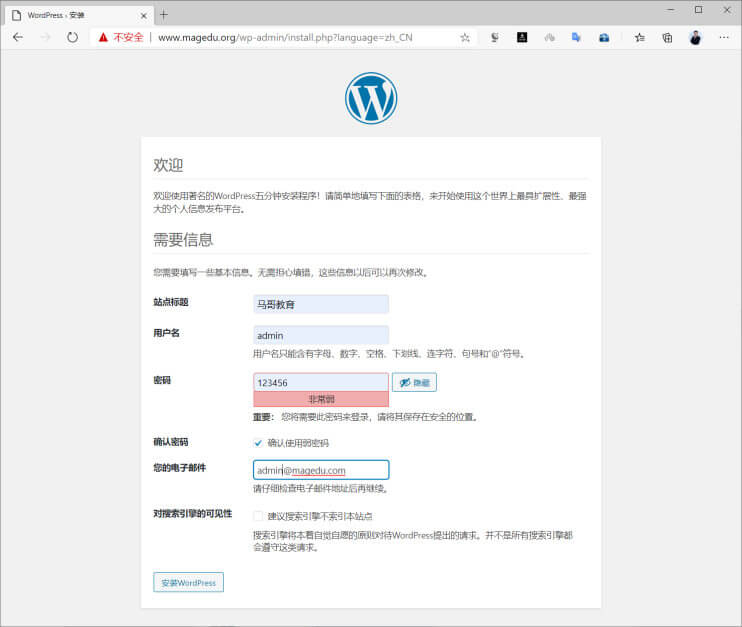 WordPress › 安装
不安全 | www.magedu.org/wp-admin/install.php?language=zh_CN
欢迎
欢迎使用著名的WordPress五分钟安装程序！请简单地填写下面的表格，来开始使用这个世界上最具扩展性、最强
大的个人信息发布平台。
需要信息
您需要填写一些基本信息。无需担心填错，这些信息以后可以再次修改。
站点标题 马哥教育
用户名 admin
用户名只能含有字母、数字、空格、下划线、连字符、句号和“@”符号。
密码 123456 隐藏
非常弱
重要： 您将需要此密码来登录，请将其保存在安全的位置。
确认密码 确认使用弱密码
您的电子邮件 admin@magedu.com
请仔细检查电子邮件地址后再继续。
对搜索引擎的可见性 建议搜索引擎不索引本站点
搜索引擎将本着自觉自愿的原则对待WordPress提出的请求。并不是所有搜索引擎都
会遵守这类请求。
安装WordPress